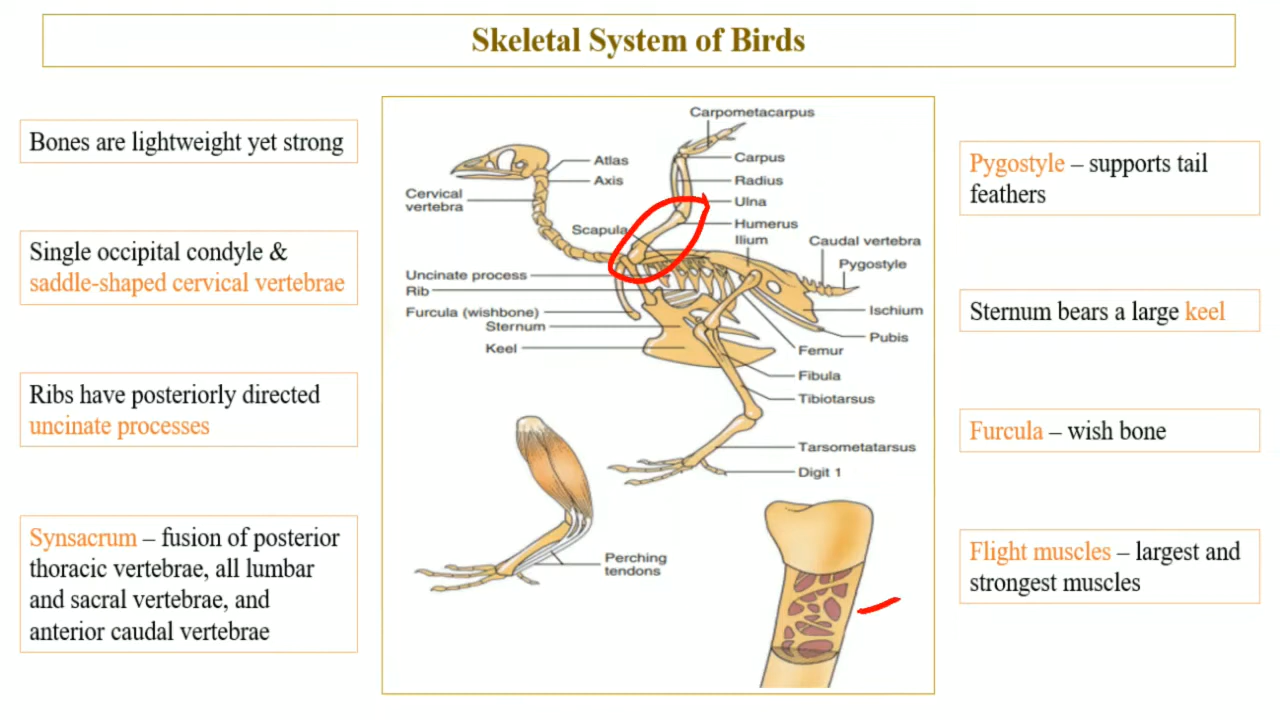 Skeletal System of Birds
Bones are lightweight yet strong
Single occipital condyle &
saddle-shaped cervical vertebrae
Ribs have posteriorly directed
uncinate processes
Synsacrum – fusion of posterior
thoracic vertebrae, all lumbar
and sacral vertebrae, and
anterior caudal vertebrae
Carpometacarpus
Atlas
Axis
Cervical
vertebra
Carpus
Radius
Ulna
Humerus
Scapula
Ilium
Caudal vertebra
Pygostyle
Uncinate process
Rib
Furcula (wishbone)
Sternum
Keel
Ischium
Pubis
Femur
Fibula
Tibiotarsus
Tarsometatarsus
Digit 1
Perching
tendons
Pygostyle – supports tail
feathers
Sternum bears a large keel
Furcula – wish bone
Flight muscles – largest and
strongest muscles